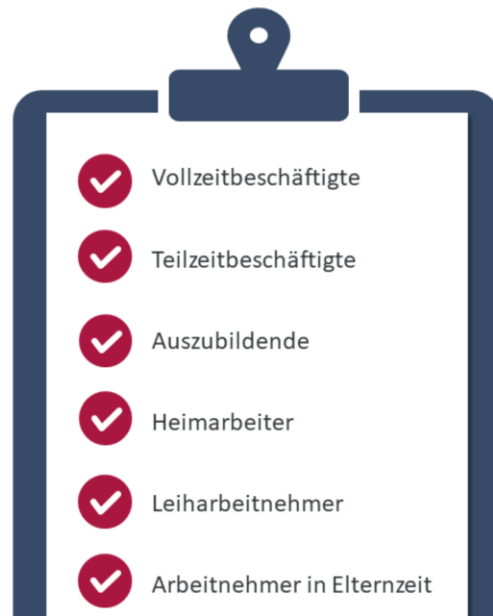 Vollzeitbeschäftigte
Teilzeitbeschäftigte
Auszubildende
Heimarbeiter
Leiharbeitnehmer
Arbeitnehmer in Elternzeit